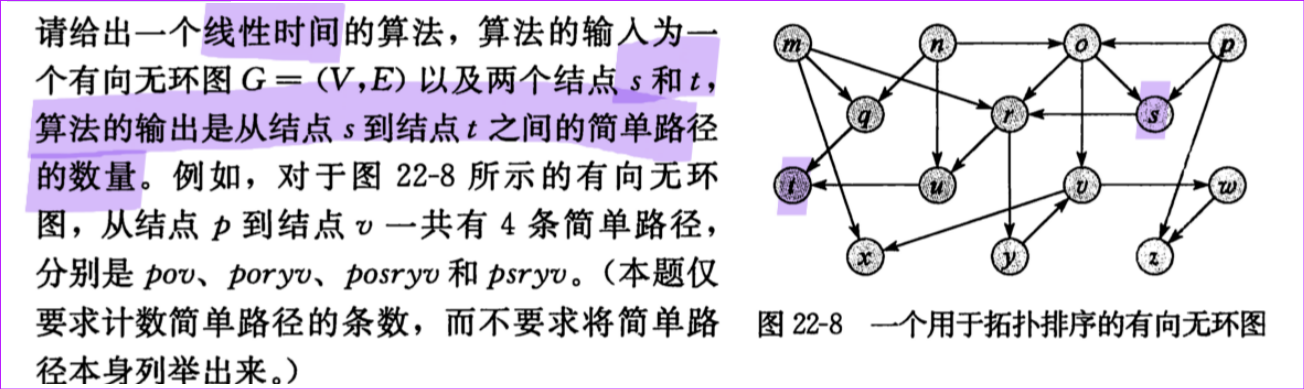 请给出一个线性时间的算法，算法的输入为一
个有向无环图 G＝(V,E) 以及两个结点 s 和 t，
算法的输出是从结点 s 到结点 t 之间的简单路径
的数量。例如，对于图 22-8 所示的有向无环
图，从结点 p 到结点 v 一共有 4 条简单路径，
分别是 pov、poryv、posryv 和 psryv。（本题仅
要求计数简单路径的条数，而不要求将简单路
径本身列举出来。）
m n o p
q r s
t u v w
x y z
图 22-8 一个用于拓扑排序的有向无环图